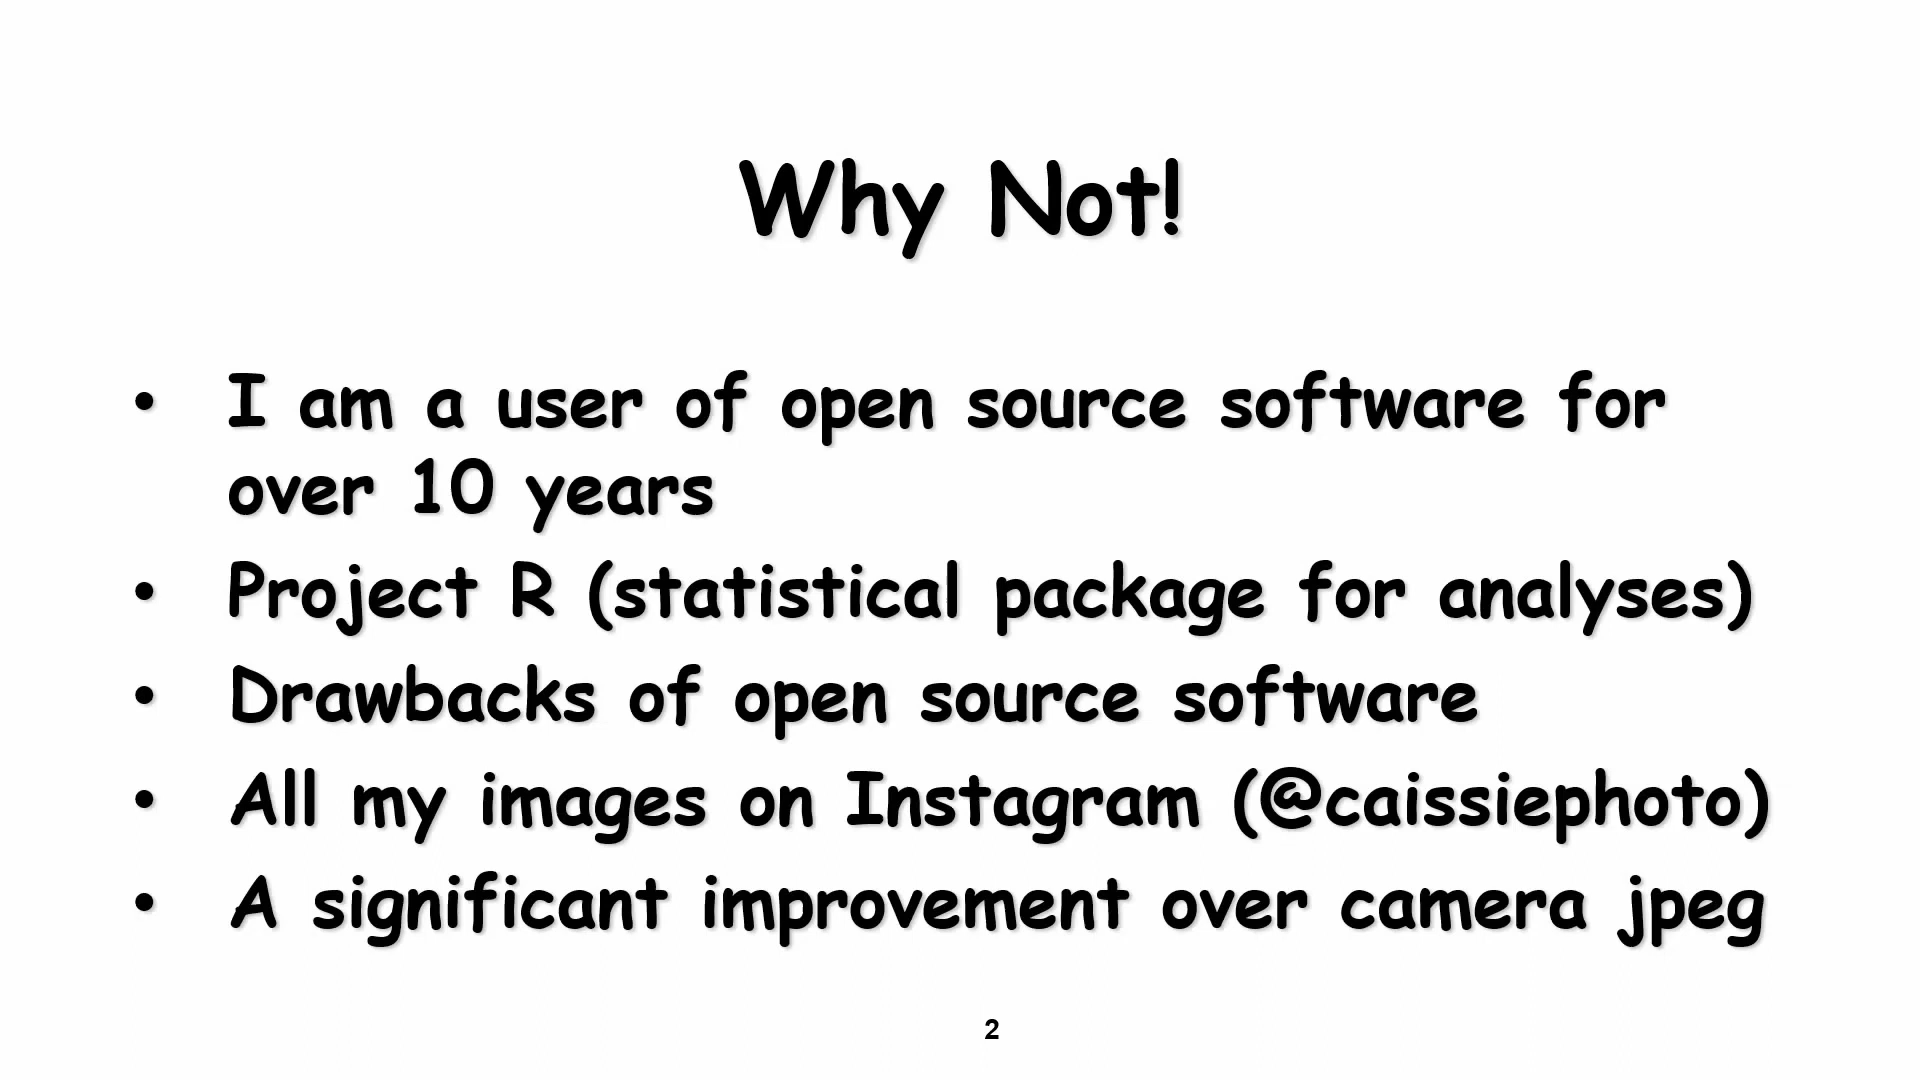 Why Not!
• I am a user of open source software for
over 10 years
• Project R (statistical package for analyses)
• Drawbacks of open source software
• All my images on Instagram (@caissiephoto)
• A significant improvement over camera jpeg
2